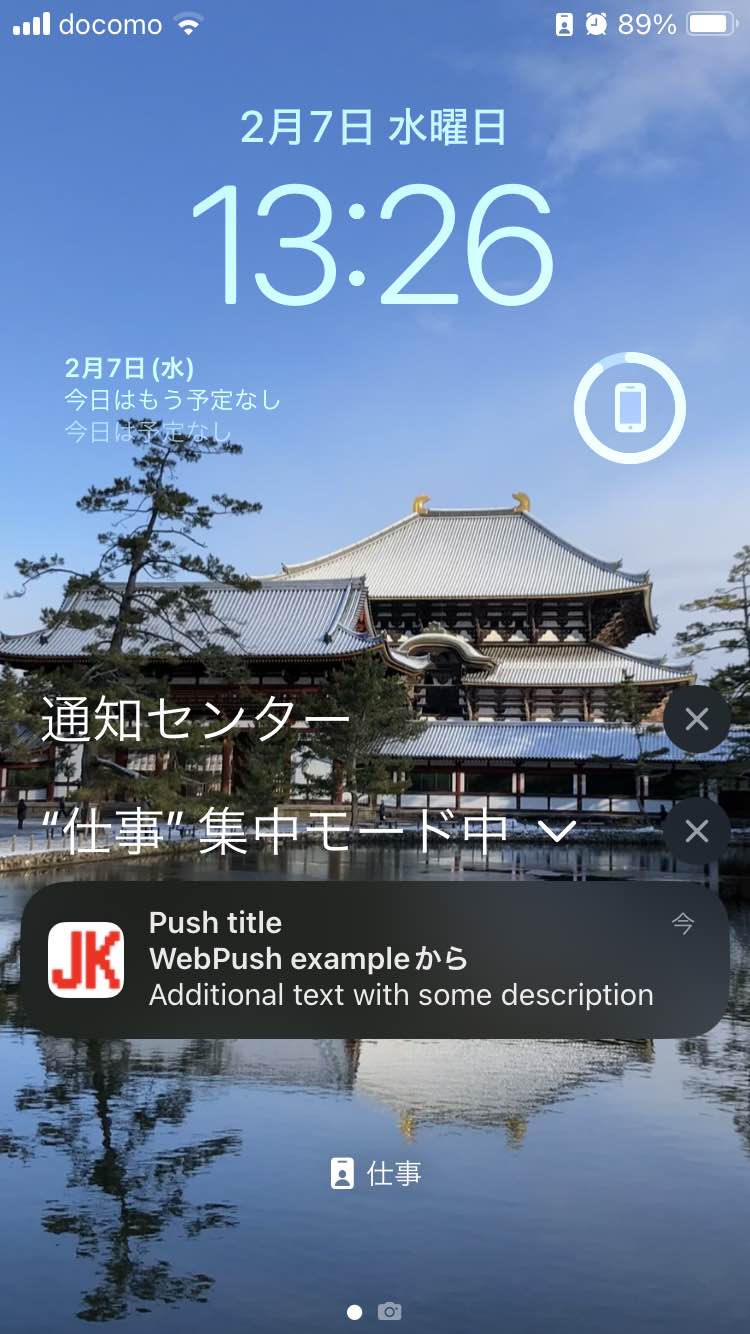 docomo 89%
2月7日 水曜日
13:26
2月7日 (水)
今日はもう予定なし
今日は予定なし
通知センター
“仕事” 集中モード中
JK
Push title 今
WebPush exampleから
Additional text with some description
仕事